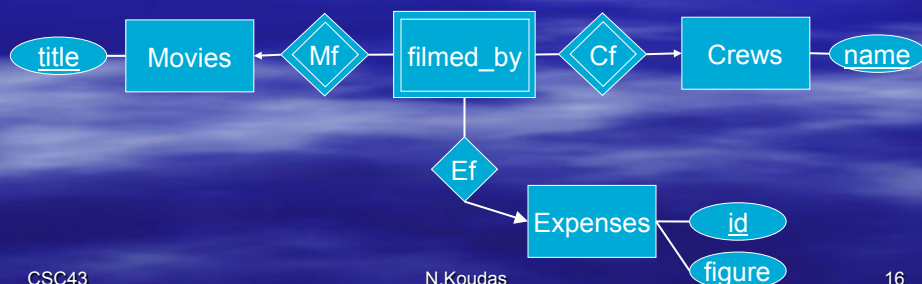 title
Movies
Mf
filmed_by
Cf
Crews
name
Ef
Expenses
id
figure
CSC43
N.Koudas
16